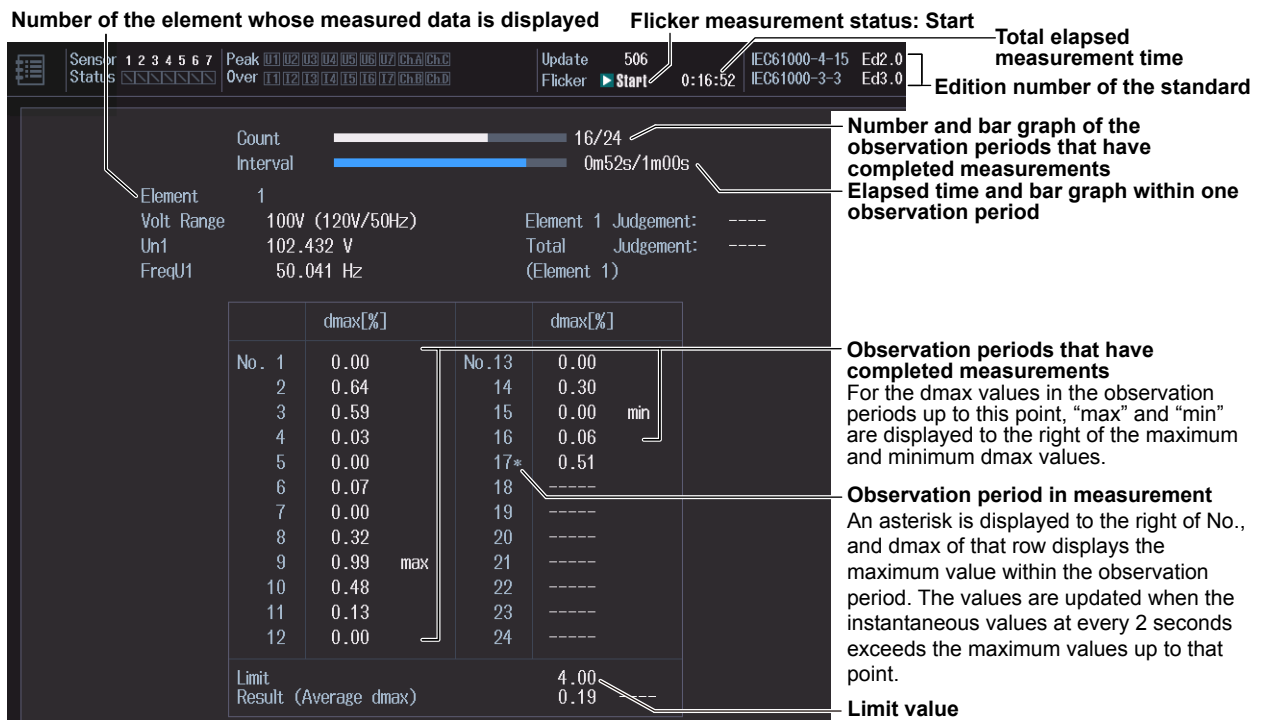 Number of the element whose measured data is displayed
Flicker measurement status: Start
Total elapsed
measurement time
Edition number of the standard
Sensor 1 2 3 4 5 6 7
Status
Peak U1 U2 U3 U4 U5 U6 U7 ChA ChC
Over I1 I2 I3 I4 I5 I6 I7 ChB ChD
Update 506
Flicker Start 0:16:52
IEC61000-4-15 Ed2.0
IEC61000-3-3 Ed3.0
Count 16/24
Interval 0m52s/1m00s
Number and bar graph of the
observation periods that have
completed measurements
Elapsed time and bar graph within one
observation period
Element 1
Volt Range 100V (120V/50Hz)
Un1 102.432 V
FreqU1 50.041 Hz
Element 1 Judgement: ----
Total Judgement: ----
(Element 1)
dmax[%] dmax[%]
No. 1 0.00 No.13 0.00
2 0.64 14 0.30
3 0.59 15 0.00 min
4 0.03 16 0.06
5 0.00 17* 0.51
6 0.07 18 -----
7 0.00 19 -----
8 0.32 20 -----
9 0.99 max 21 -----
10 0.48 22 -----
11 0.13 23 -----
12 0.00 24 -----
Limit 4.00
Result (Average dmax) 0.19 ----
Observation periods that have
completed measurements
For the dmax values in the observation
periods up to this point, “max” and “min”
are displayed to the right of the maximum
and minimum dmax values.
Observation period in measurement
An asterisk is displayed to the right of No.,
and dmax of that row displays the
maximum value within the observation
period. The values are updated when the
instantaneous values at every 2 seconds
exceeds the maximum values up to that
point.
Limit value